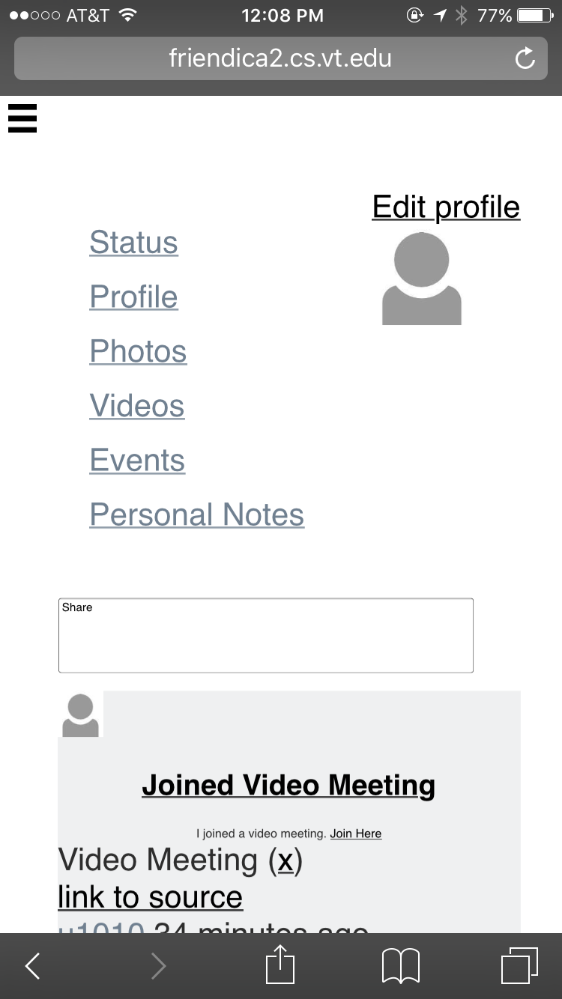 AT&T 12:08 PM 77%
friendica2.cs.vt.edu
Edit profile
Status
Profile
Photos
Videos
Events
Personal Notes
Share
Joined Video Meeting
I joined a video meeting. Join Here
Video Meeting (x)
link to source
u1010 34 minutes ago